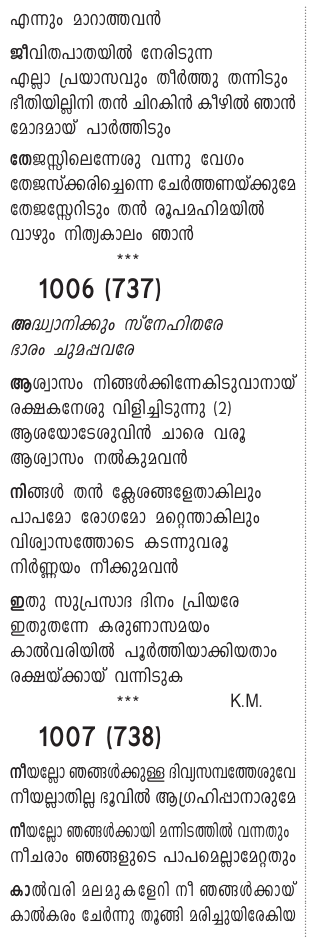 എന്നും മാറാത്തവൻ
ജീവിതപാതയിൽ നേരിടുന്ന
എല്ലാ പ്രയാസവും തീർത്തു തന്നിടും
ഭീതിയില്ലിനി തൻ ചിറകിൻ കീഴിൽ ഞാൻ
മോദമായ് പാർത്തിടും
തേജസ്സിലെന്നേശു വന്നു വേഗം
തേജസ്ക്കരിച്ചെന്നെ ചേർത്തണയ്ക്കുമേ
തേജസ്സേറിടും തൻ രൂപമഹിമയിൽ
വാഴും നിത്യകാലം ഞാൻ
***
1006 (737)
അദ്ധ്വാനിക്കും സ്നേഹിതരേ
ഭാരം ചുമപ്പവരേ
ആശ്വാസം നിങ്ങൾക്കിന്നേകിടുവാനായ്
രക്ഷകനേശു വിളിച്ചിടുന്നു (2)
ആശയോടേശുവിൻ ചാരെ വരൂ
ആശ്വാസം നൽകുമവൻ
നിങ്ങൾ തൻ ക്ലേശങ്ങളേതാകിലും
പാപമോ രോഗമോ മറ്റെന്താകിലും
വിശ്വാസത്തോടെ കടന്നുവരൂ
നിർണ്ണയം നീക്കുമവൻ
ഇതു സുപ്രസാദ ദിനം പ്രിയരേ
ഇതുതന്നേ കരുണാസമയം
കാൽവരിയിൽ പൂർത്തിയാക്കിയതാം
രക്ഷയ്ക്കായ് വന്നിടുക
*** K.M.
1007 (738)
നീയല്ലോ ഞങ്ങൾക്കുള്ള ദിവ്യസമ്പത്തേശുവേ
നീയല്ലാതില്ല ഭൂവിൽ ആഗ്രഹിപ്പാനാരുമേ
നീയല്ലോ ഞങ്ങൾക്കായി മന്നിടത്തിൽ വന്നതും
നീചരാം ഞങ്ങളുടെ പാപമെല്ലാമേറ്റതും
കാൽവരി മലമുകളേറി നീ ഞങ്ങൾക്കായ്
കാൽകരം ചേർന്നു തൂങ്ങി മരിച്ചുയിരേകിയ